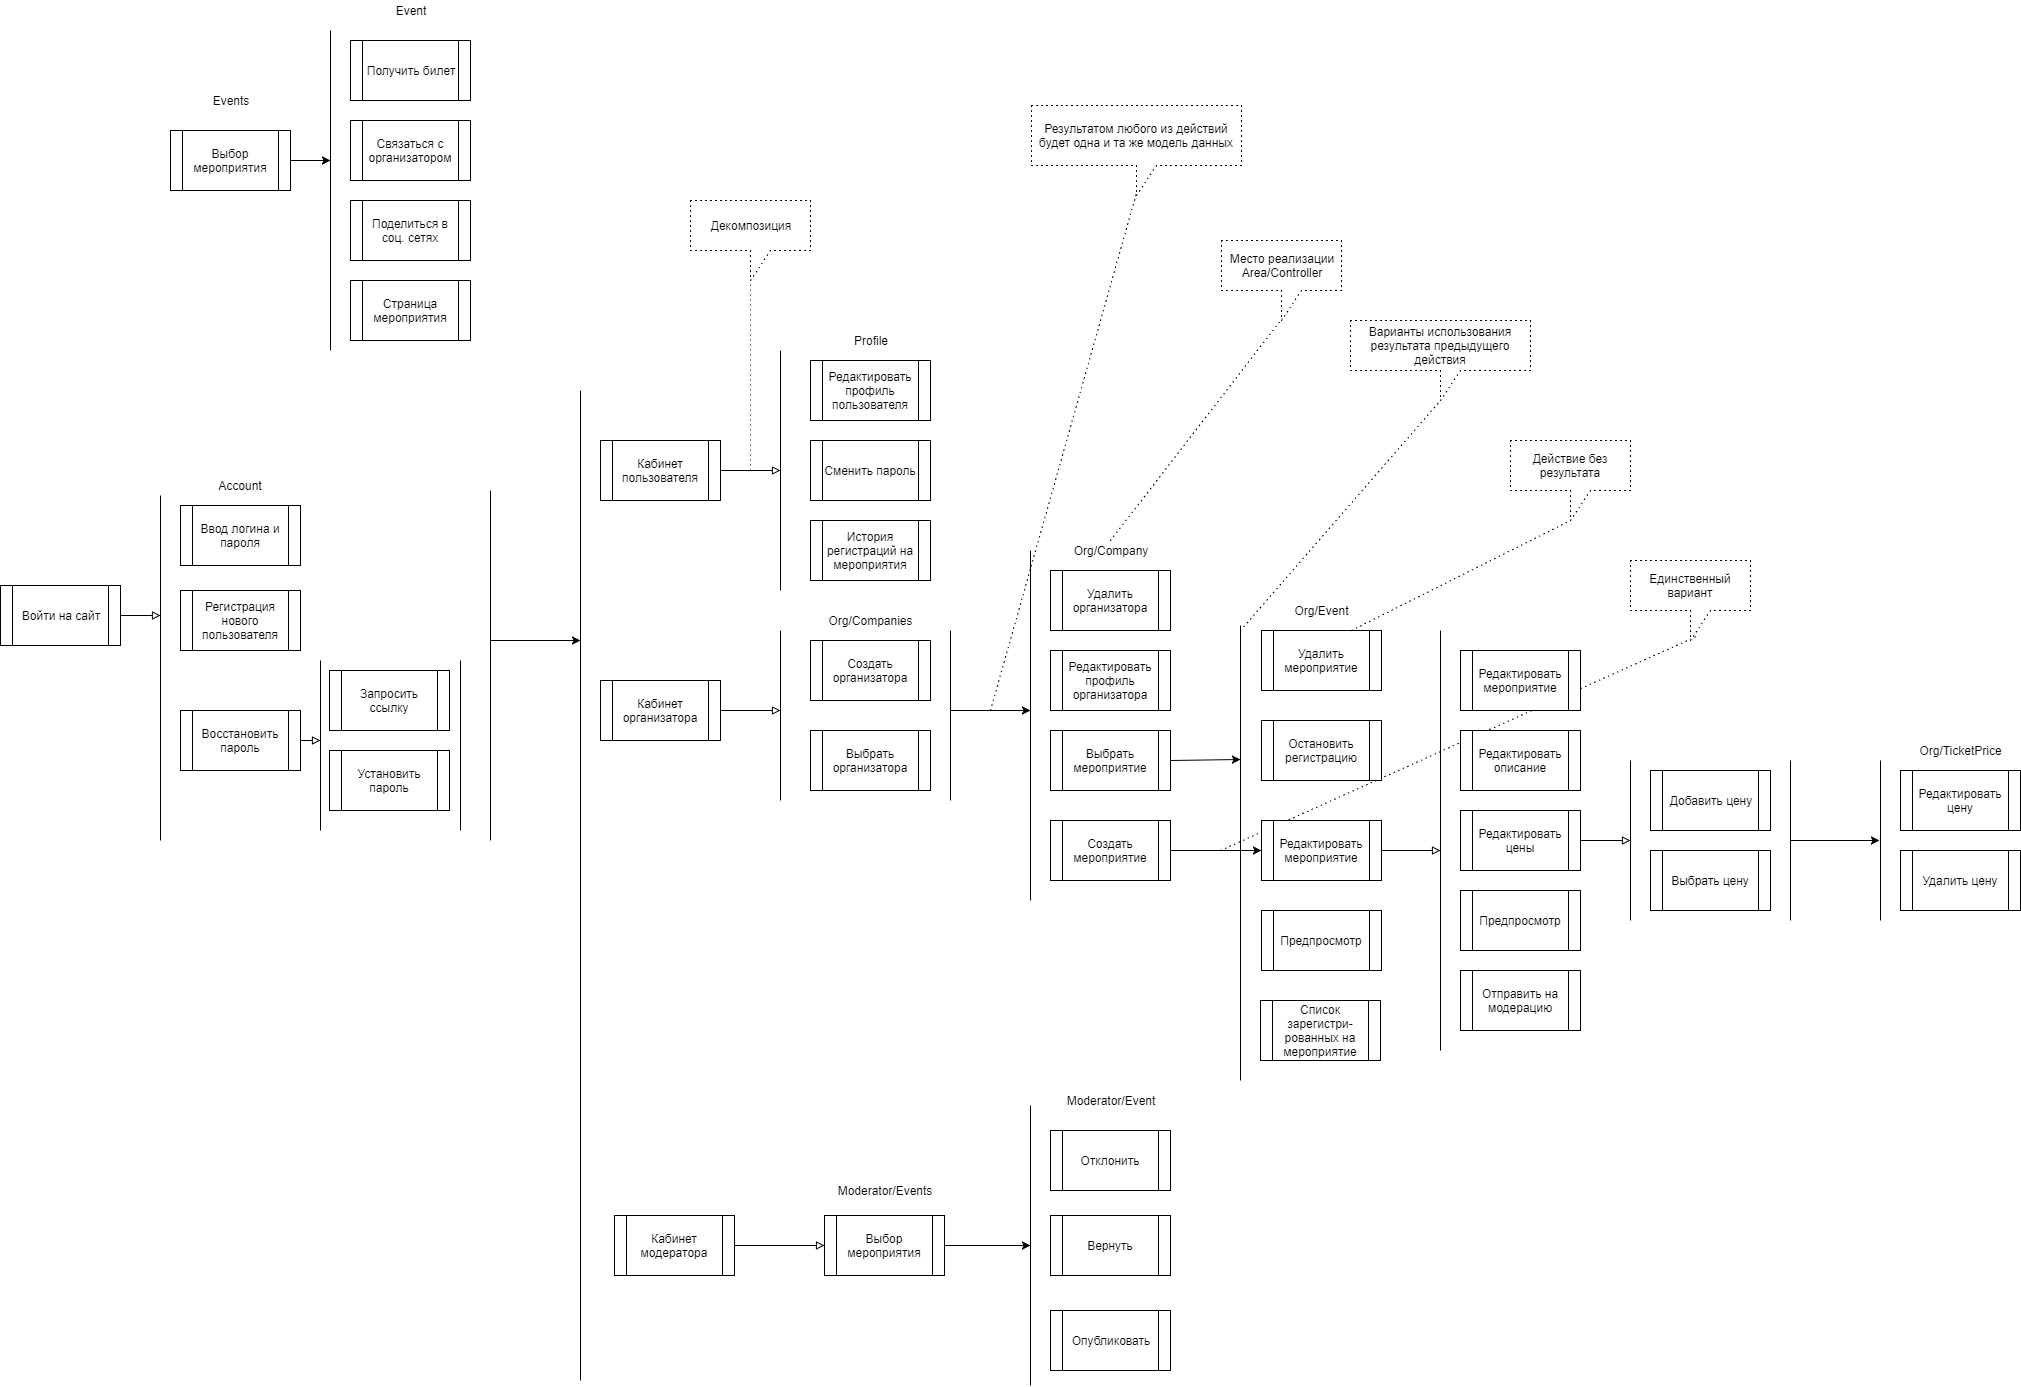 Event
Получить билет
Связаться с
организатором
Поделиться в
соц. сетях
Страница
мероприятия
Events
Выбор
мероприятия
Результатом любого из действий
будет одна и та же модель данных
Декомпозиция
Место реализации
Area/Controller
Варианты использования
результата предыдущего
действия
Действие без
результата
Единственный
вариант
Войти на сайт
Account
Ввод логина и
пароля
Регистрация
нового
пользователя
Восстановить
пароль
Запросить
ссылку
Установить
пароль
Кабинет
пользователя
Profile
Редактировать
профиль
пользователя
Сменить пароль
История
регистраций на
мероприятия
Кабинет
организатора
Org/Companies
Создать
организатора
Выбрать
организатора
Org/Company
Удалить
организатора
Редактировать
профиль
организатора
Выбрать
мероприятие
Создать
мероприятие
Org/Event
Удалить
мероприятие
Остановить
регистрацию
Редактировать
мероприятие
Предпросмотр
Список
зарегистри-
рованных на
мероприятие
Редактировать
мероприятие
Редактировать
описание
Редактировать
цены
Предпросмотр
Отправить на
модерацию
Добавить цену
Выбрать цену
Org/TicketPrice
Редактировать
цену
Удалить цену
Кабинет
модератора
Moderator/Events
Выбор
мероприятия
Moderator/Event
Отклонить
Вернуть
Опубликовать